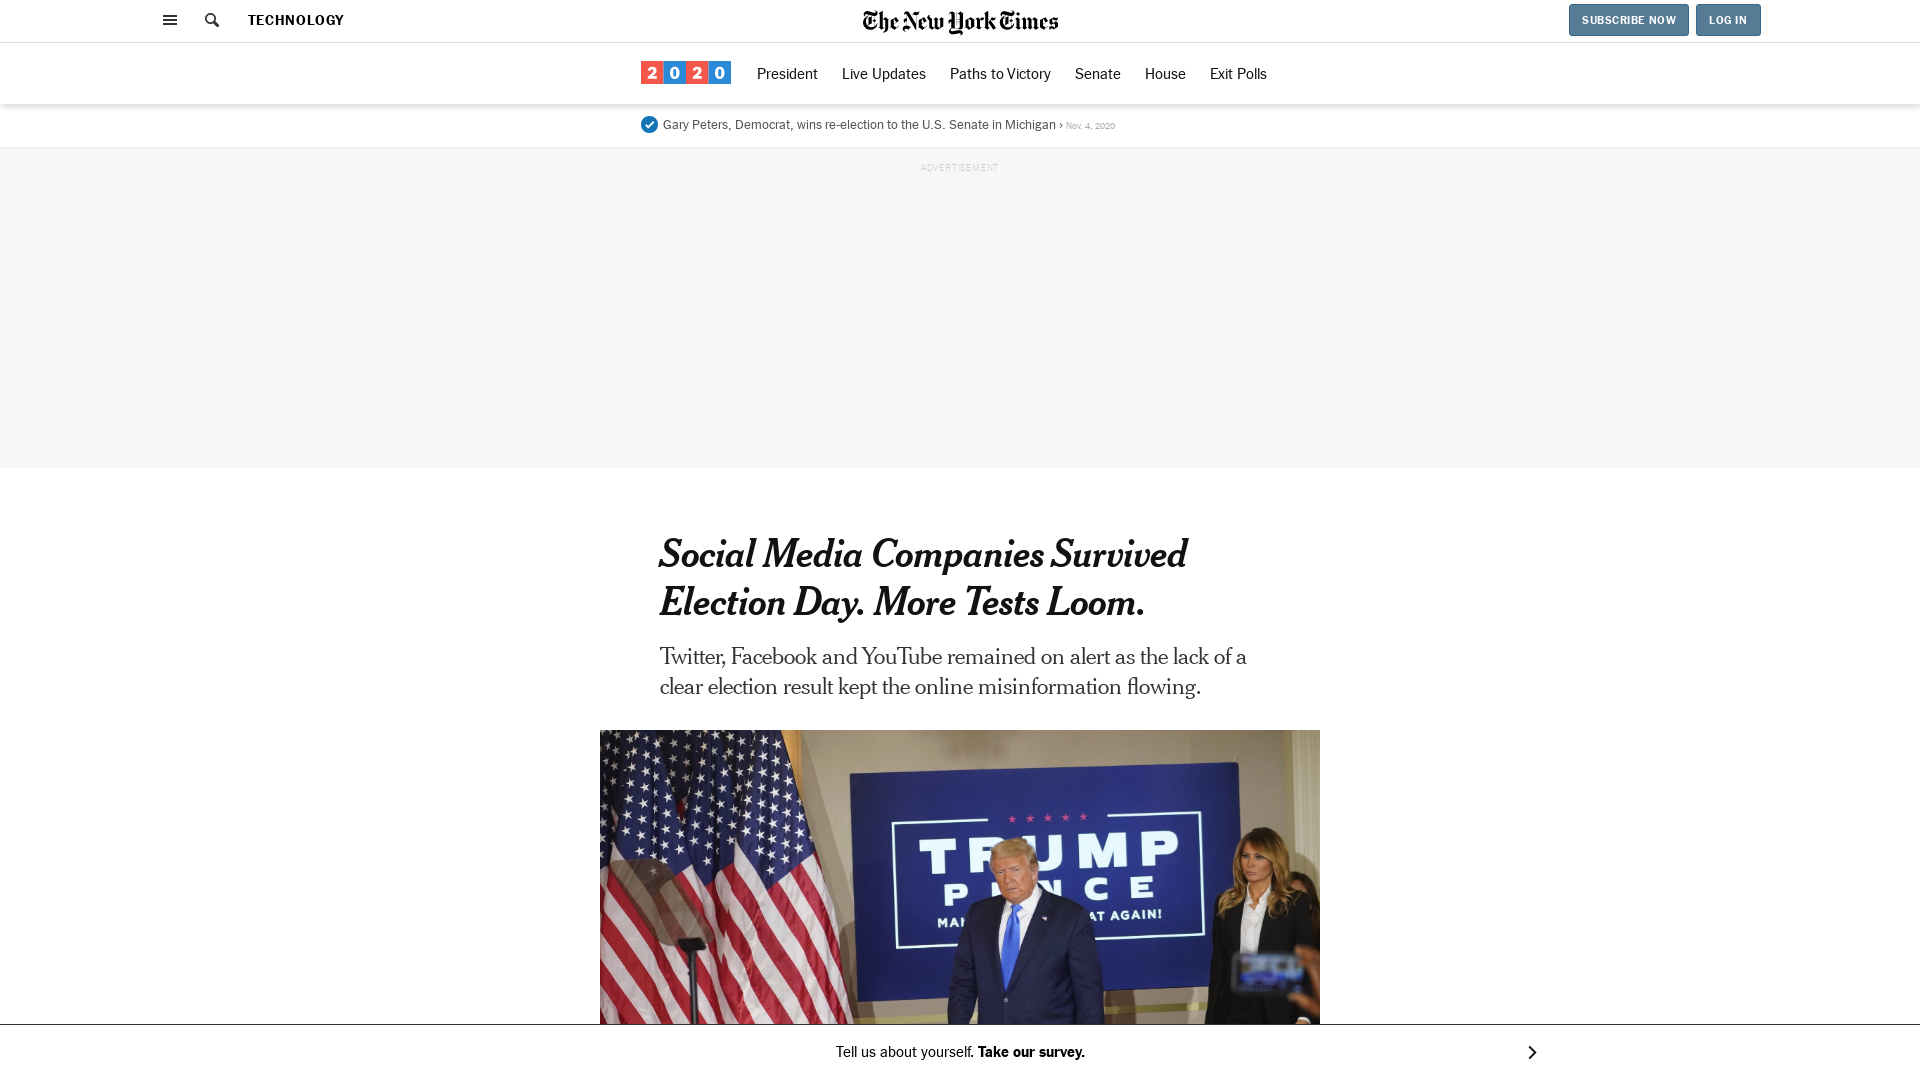 TECHNOLOGY
The New York Times
SUBSCRIBE NOW
LOG IN
2020
President
Live Updates
Paths to Victory
Senate
House
Exit Polls
Gary Peters, Democrat, wins re-election to the U.S. Senate in Michigan › Nov. 4, 2020
ADVERTISEMENT
Social Media Companies Survived
Election Day. More Tests Loom.
Twitter, Facebook and YouTube remained on alert as the lack of a
clear election result kept the online misinformation flowing.
TRUMP
PENCE
AT AGAIN!
Tell us about yourself. Take our survey.